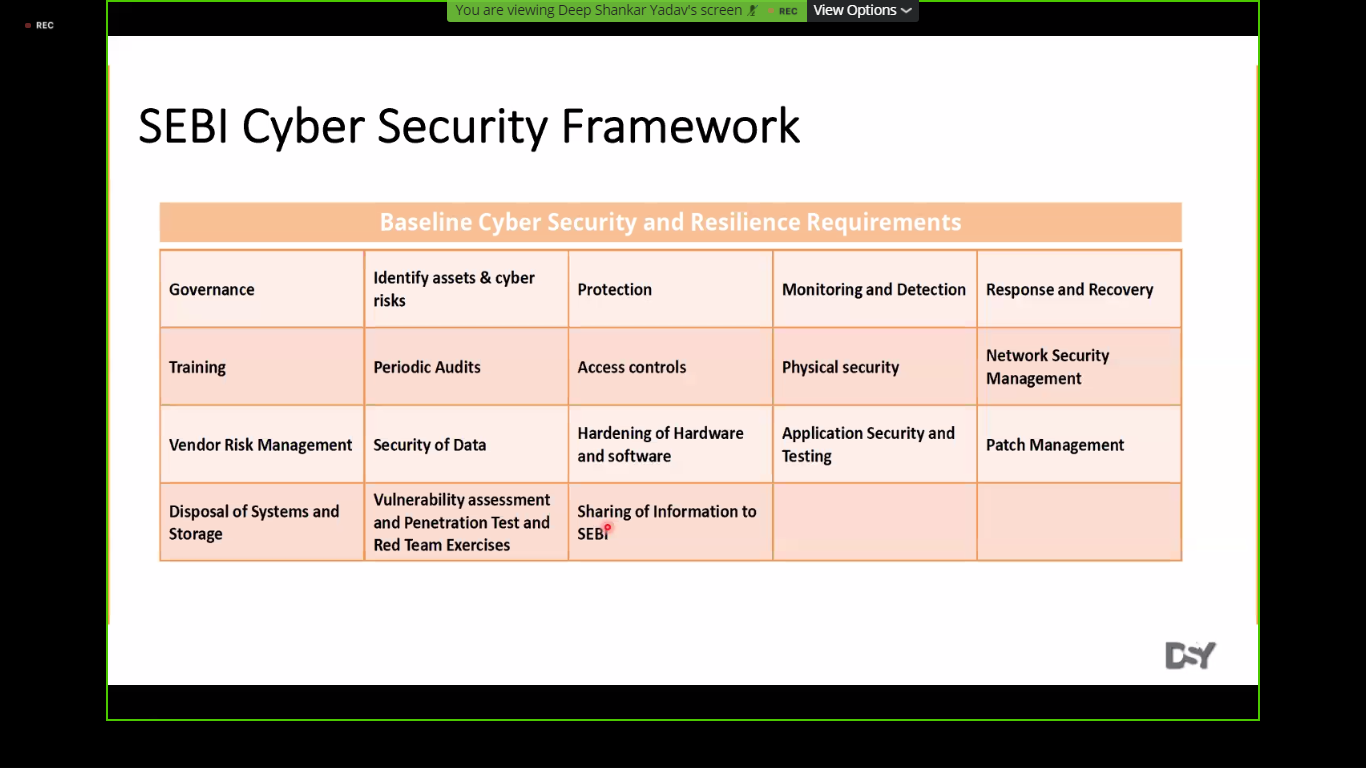 You are viewing Deep Shankar Yadav's screen REC View Options
REC
SEBI Cyber Security Framework
Baseline Cyber Security and Resilience Requirements
Governance
Identify assets & cyber
risks
Protection
Monitoring and Detection
Response and Recovery
Training
Periodic Audits
Access controls
Physical security
Network Security
Management
Vendor Risk Management
Security of Data
Hardening of Hardware
and software
Application Security and
Testing
Patch Management
Disposal of Systems and
Storage
Vulnerability assessment
and Penetration Test and
Red Team Exercises
Sharing of Information to
SEBI
DSY